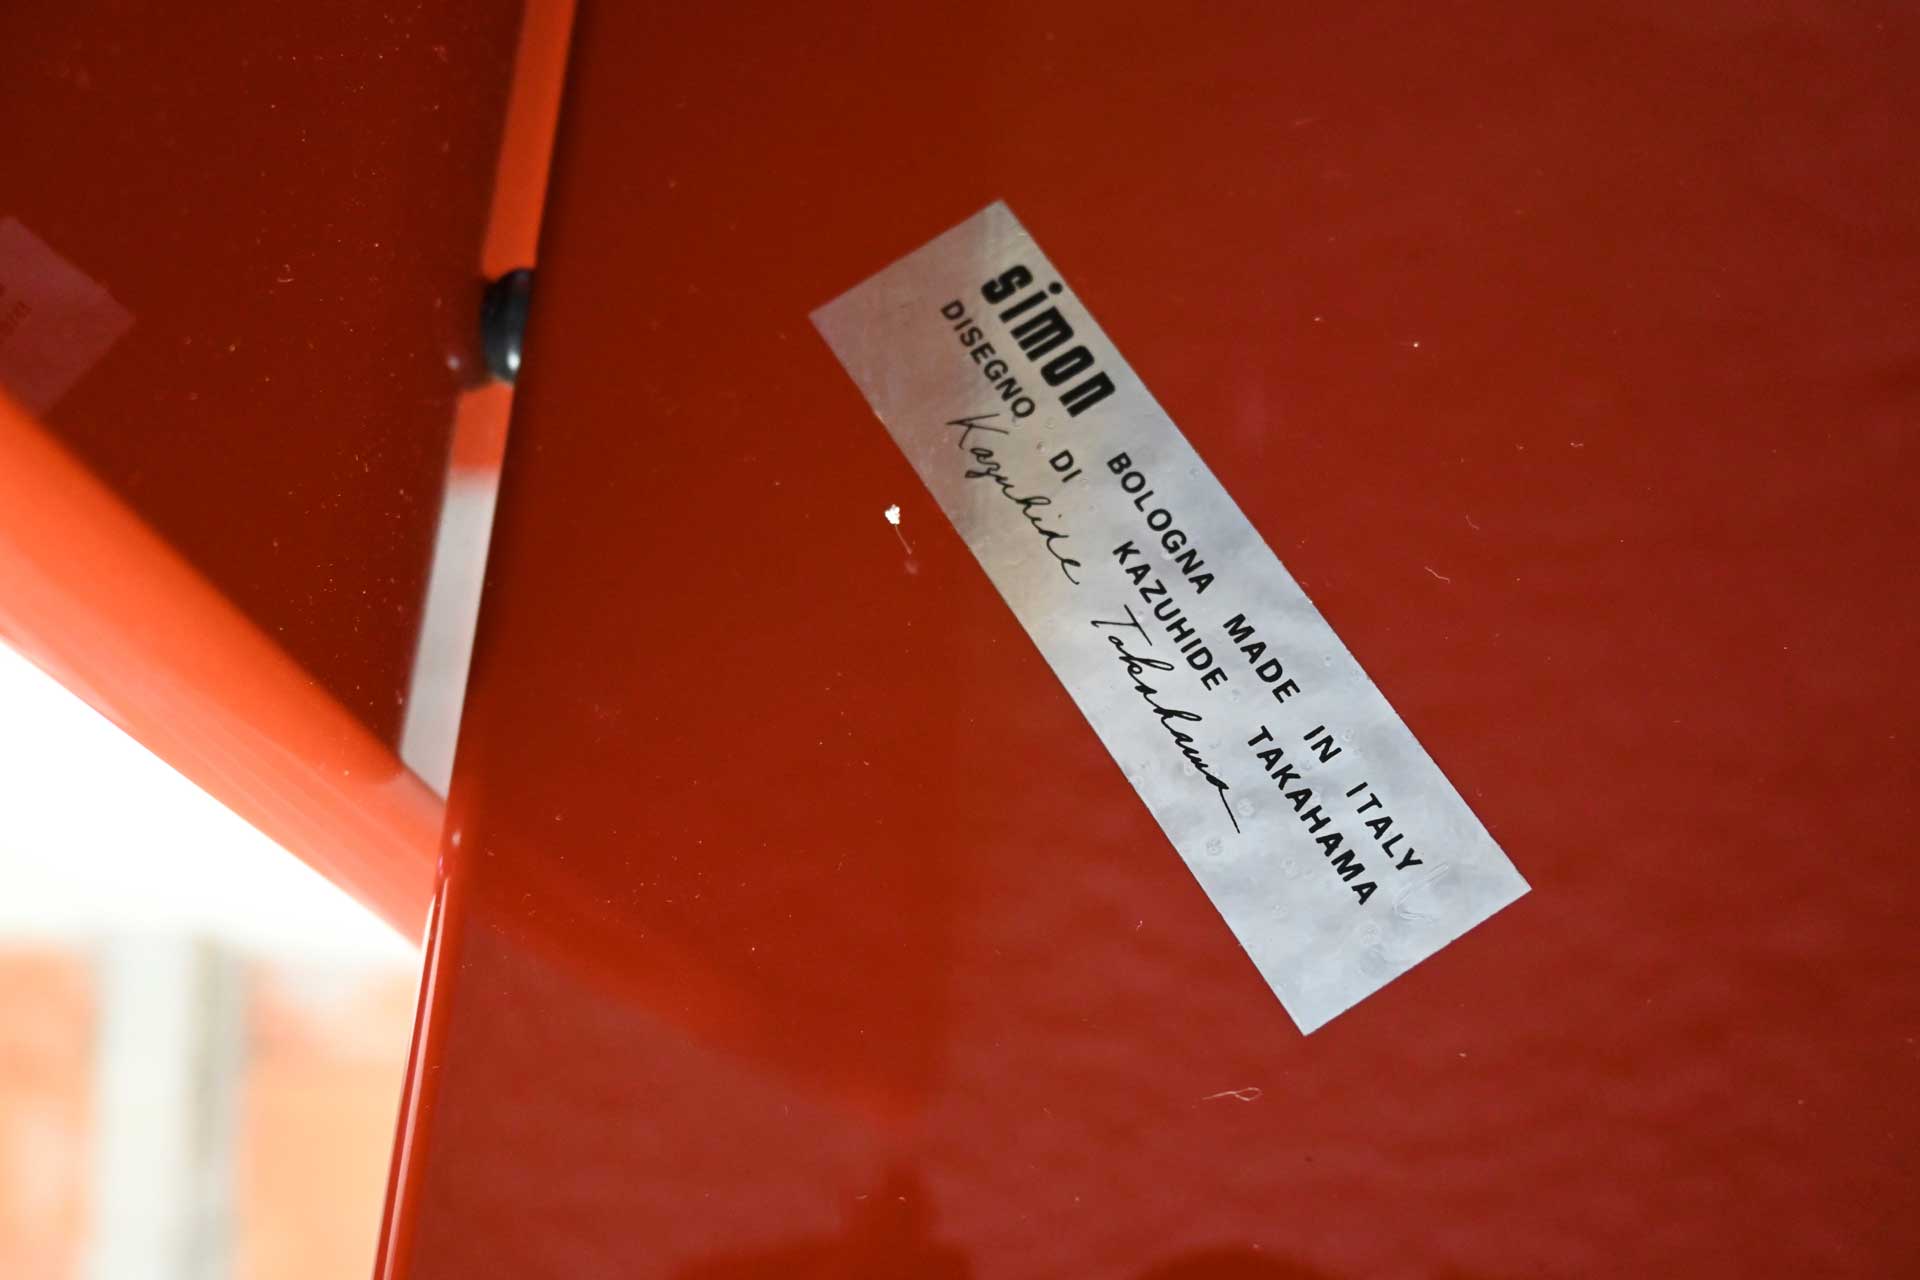 simon BOLOGNA MADE IN ITALY
DISEGNO DI KAZUHIDE TAKAHAMA
Kazuhide Takahama